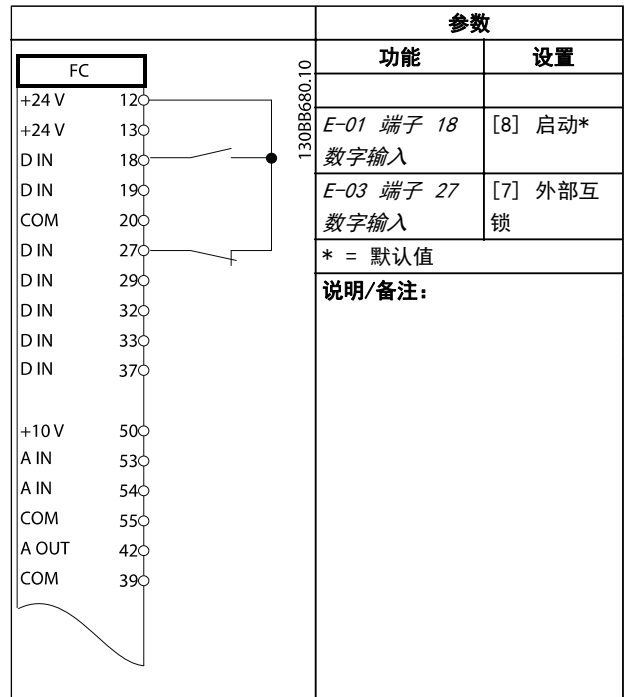 参数
功能 设置
E-01 端子 18 [8] 启动*
数字输入
E-03 端子 27 [7] 外部互
数字输入 锁
* = 默认值
说明/备注:
FC
+24 V 12
+24 V 13
D IN 18
D IN 19
COM 20
D IN 27
D IN 29
D IN 32
D IN 33
D IN 37
+10 V 50
A IN 53
A IN 54
COM 55
A OUT 42
COM 39
130BB680.10